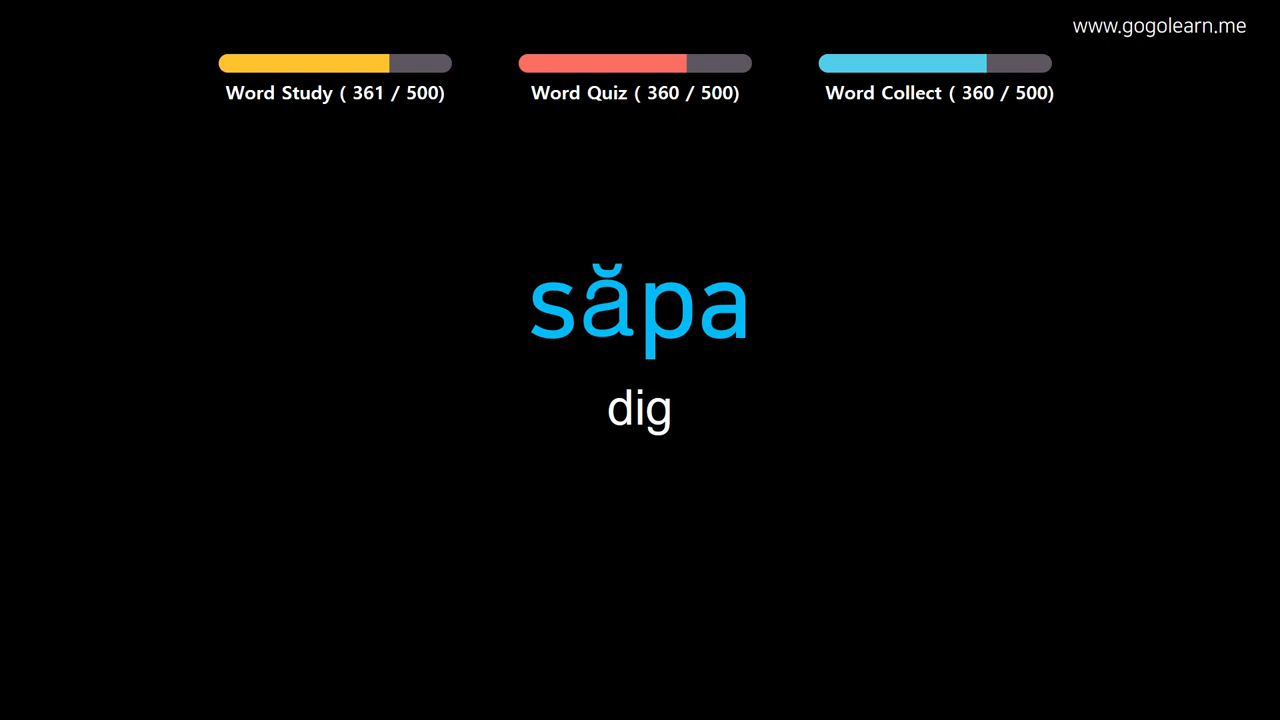 www.gogolearn.me
Word Study ( 361 / 500)
Word Quiz ( 360 / 500)
Word Collect ( 360 / 500)
săpa
dig